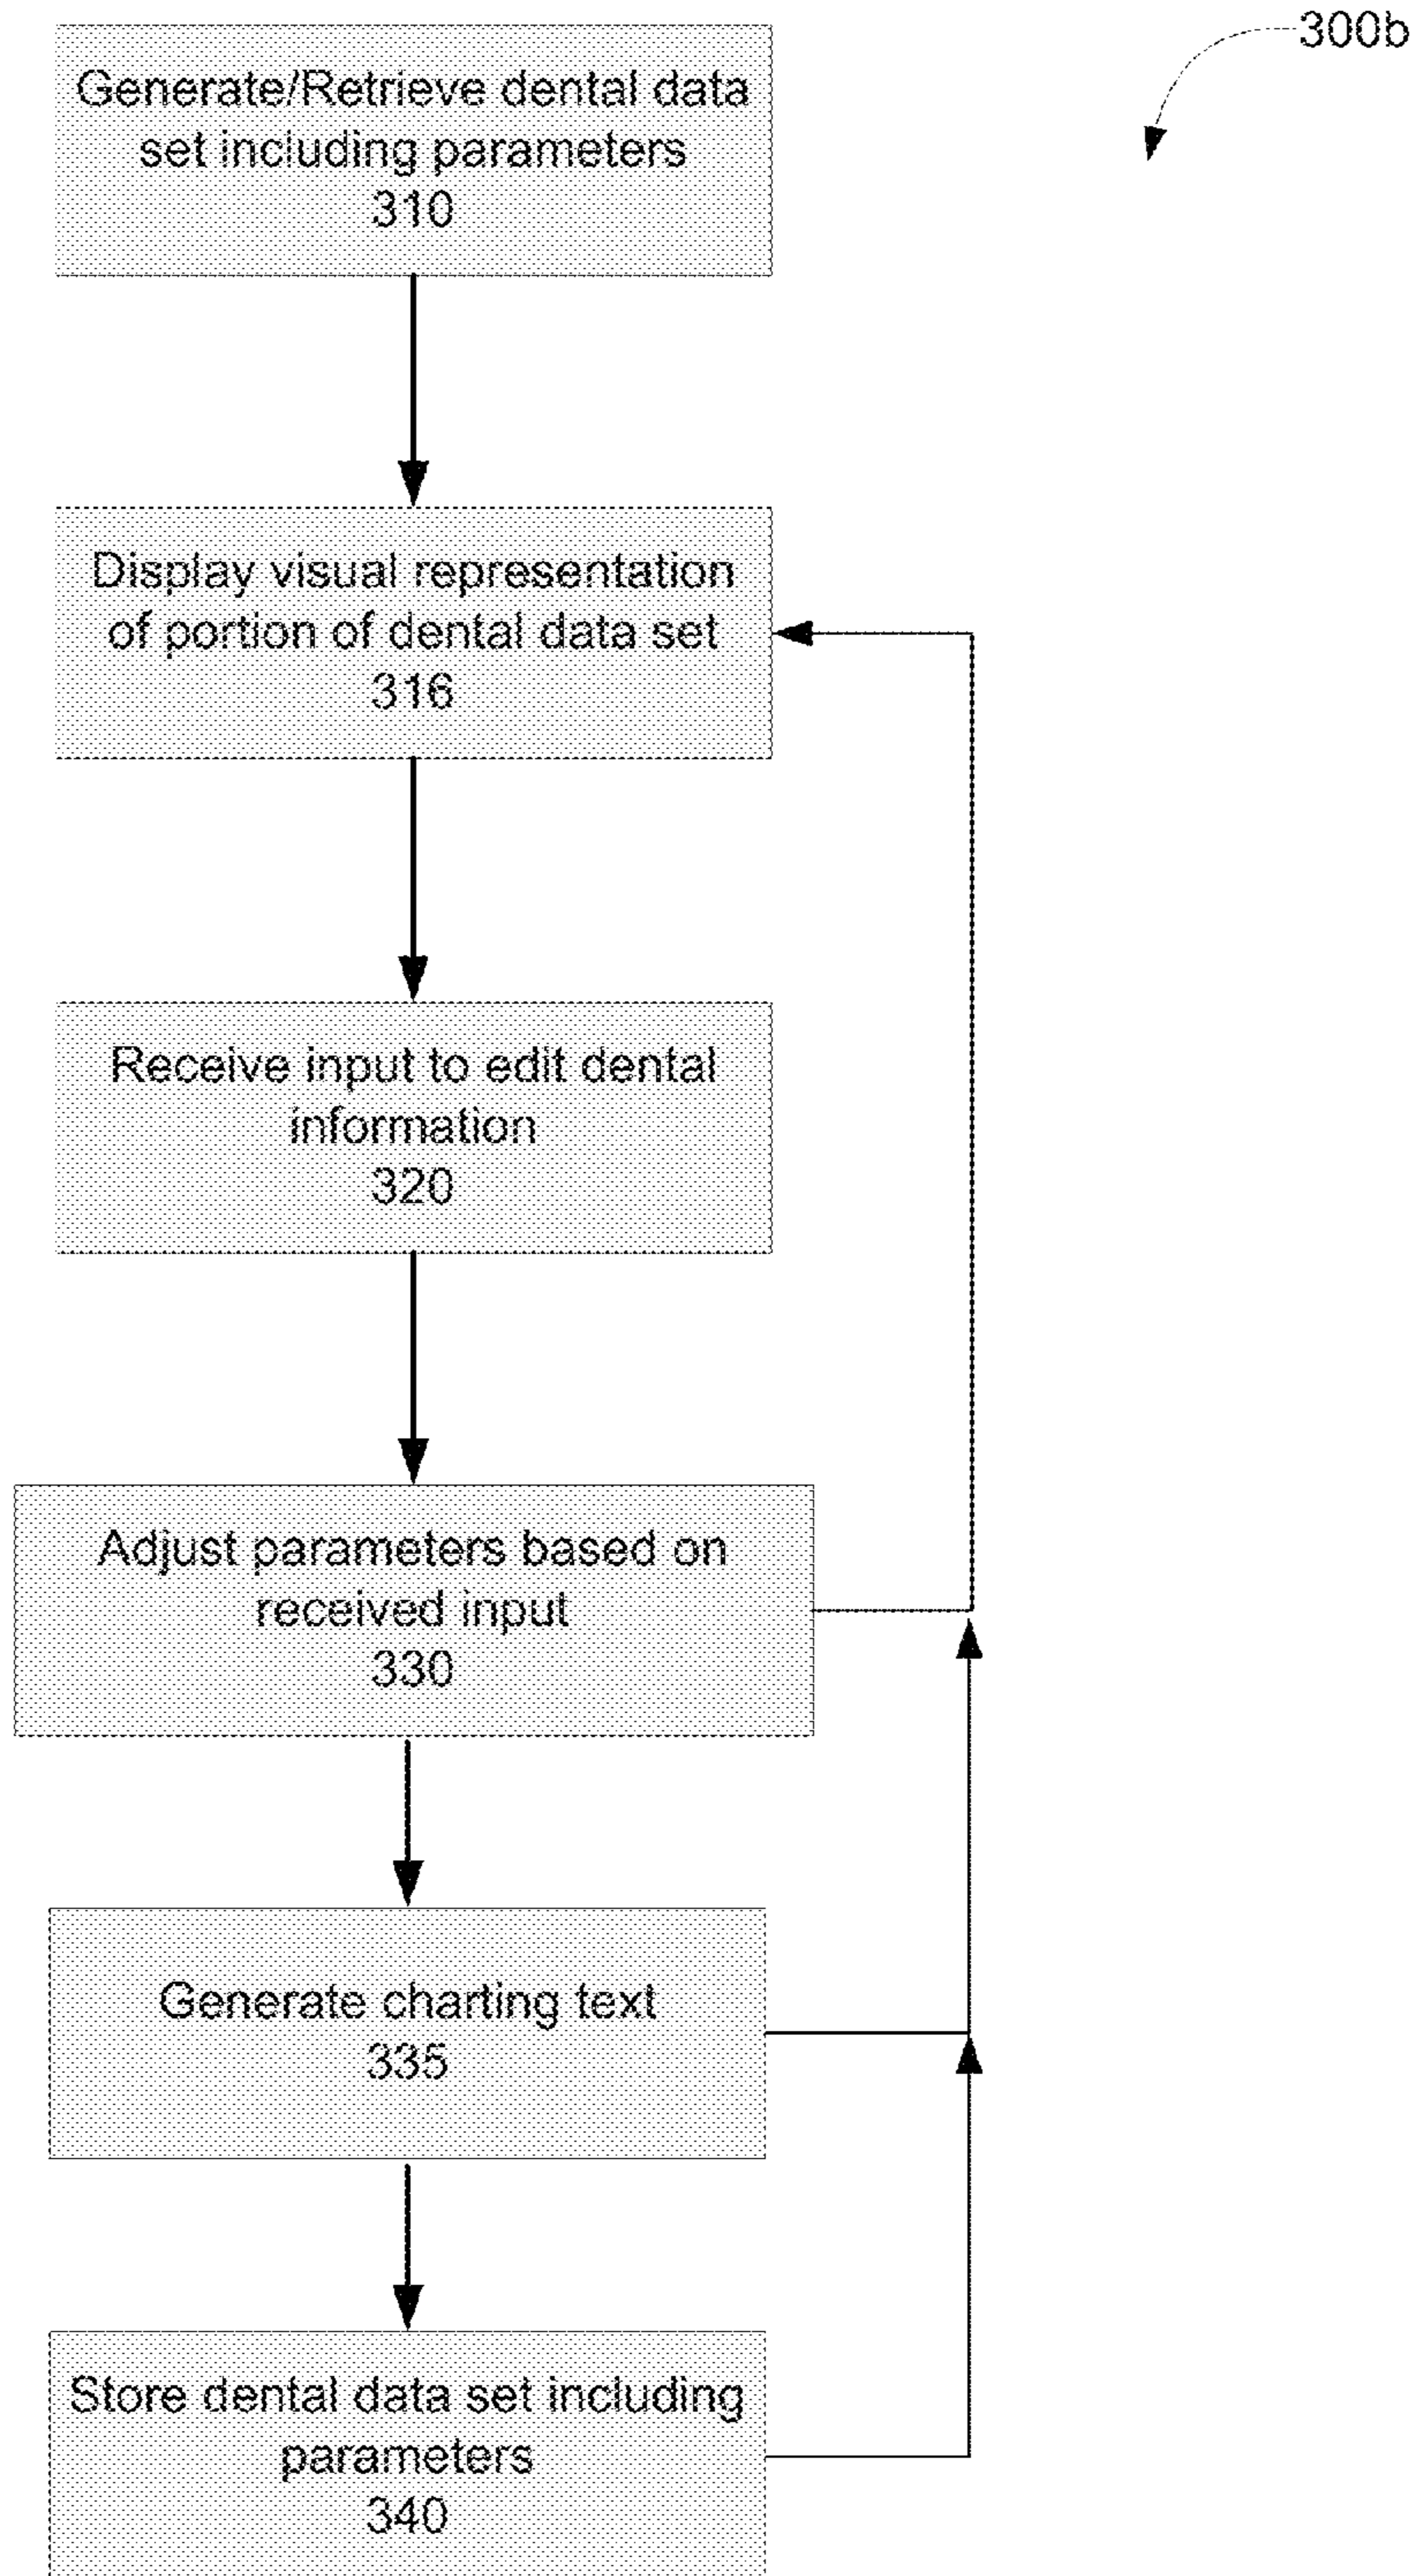 300b
Generate/Retrieve dental data
set including parameters
310
Display visual representation
of portion of dental data set
316
Receive input to edit dental
information
320
Adjust parameters based on
received input
330
Generate charting text
335
Store dental data set including
parameters
340